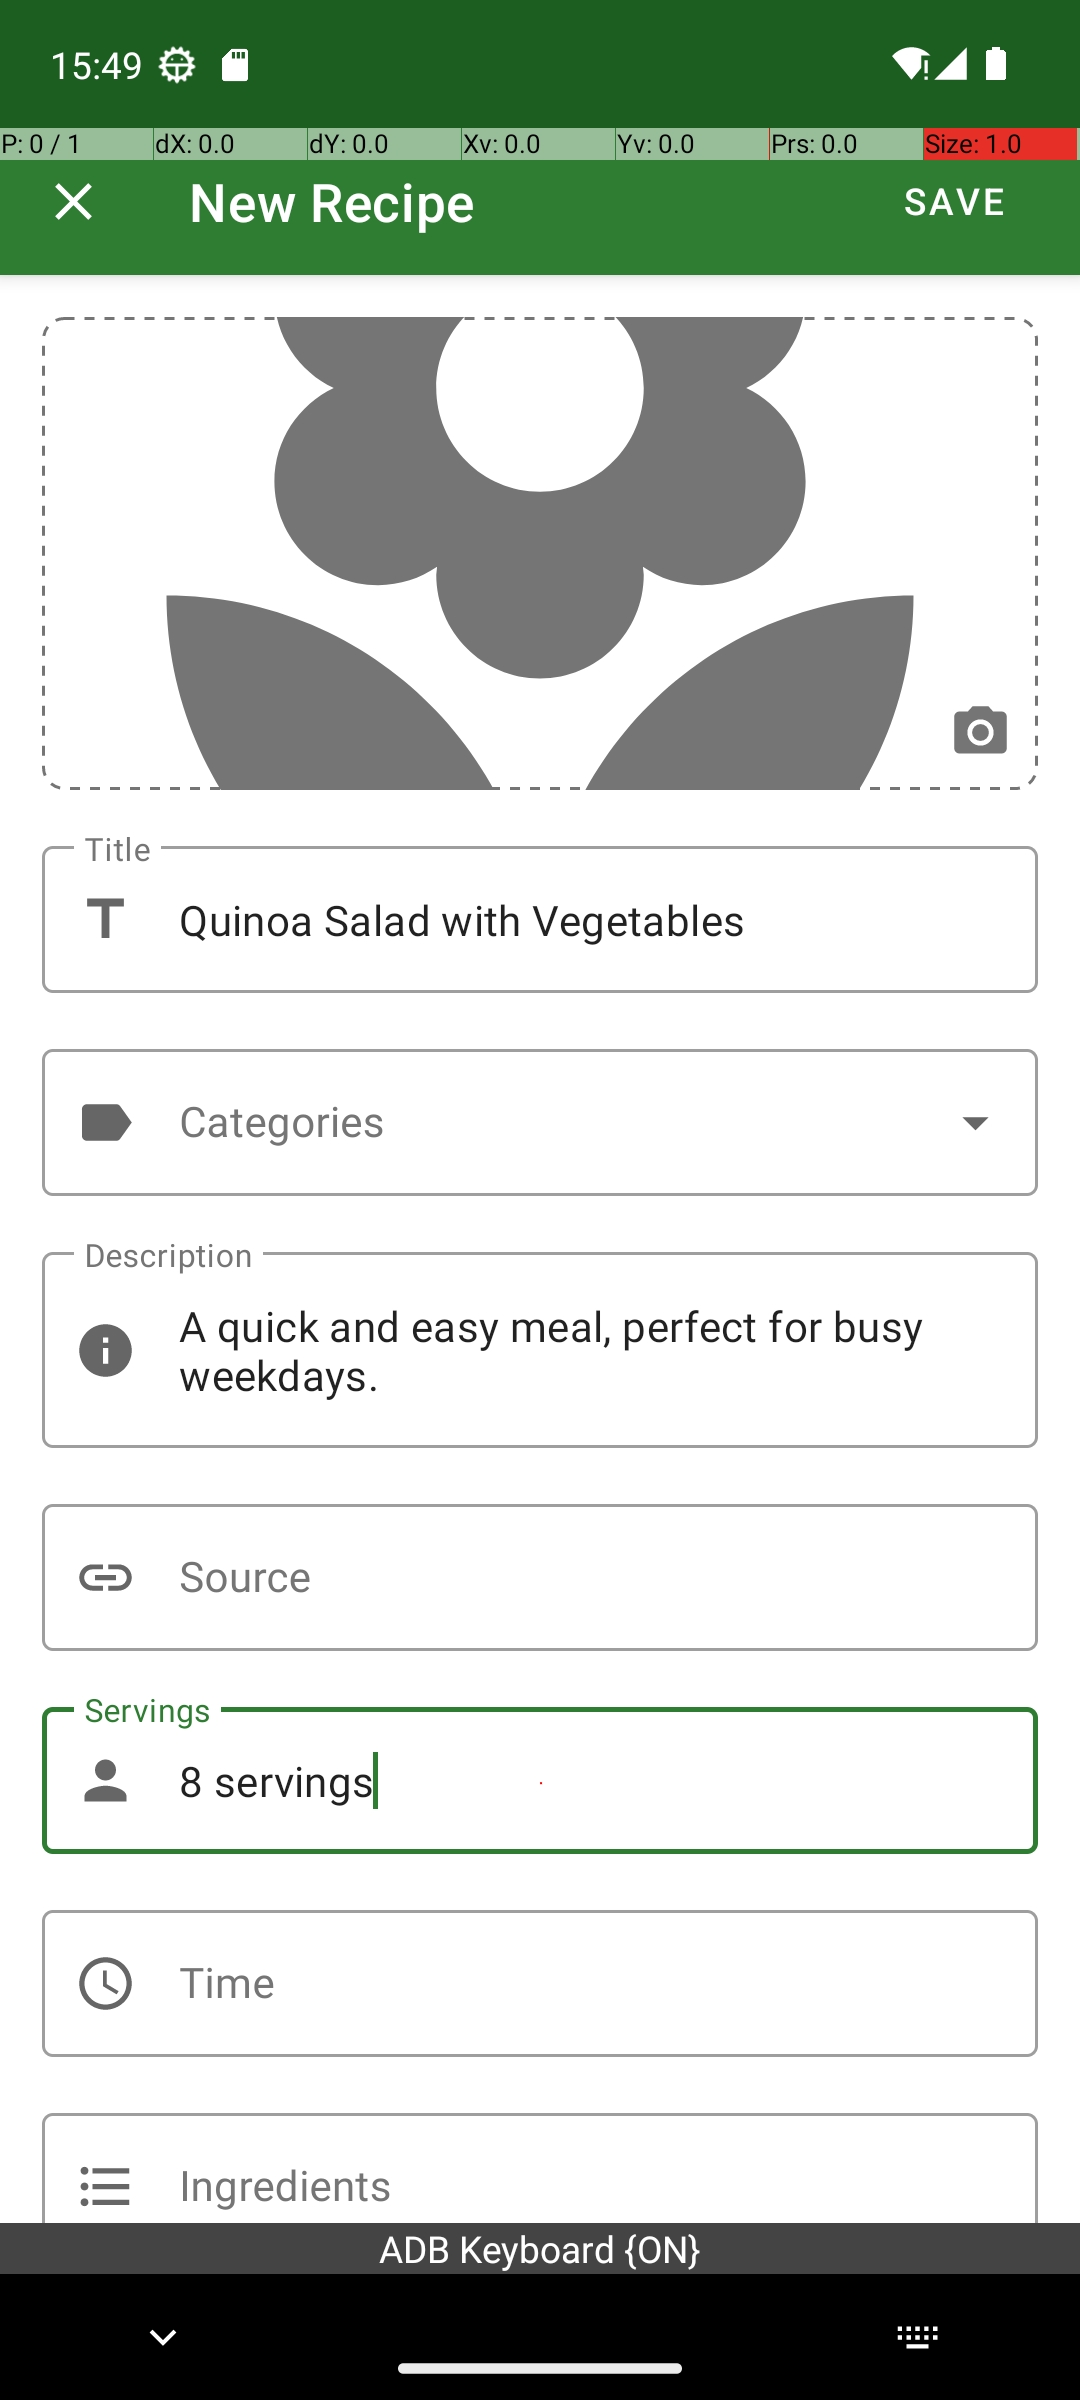 15:49
P: 0 / 1 dX: 0.0 dY: 0.0 Xv: 0.0 Yv: 0.0 Prs: 0.0 Size: 1.0
New Recipe SAVE
Title
Quinoa Salad with Vegetables
Categories
Description
A quick and easy meal, perfect for busy
weekdays.
Source
Servings
8 servings
Time
Ingredients
ADB Keyboard {ON}